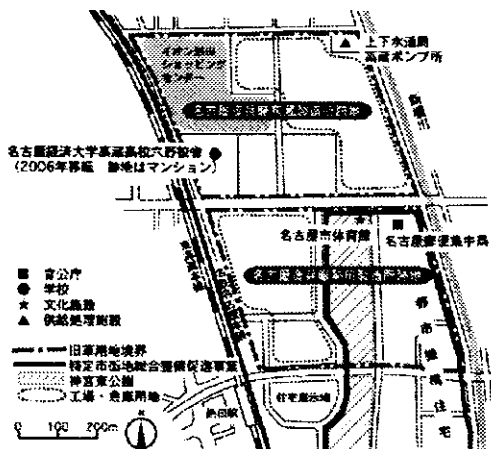 イオン熱田
ショッピング
センター
上下水道局
高蔵ポンプ所
名古屋経済大学高蔵高校六野校舎
(2006年移転 跡地はマンション)
名古屋市体育館
名古屋郵便集中局
都市機構住宅
■ 官公庁
● 学校
★ 文化施設
▲ 供給処理施設
旧軍用地境界
特定市街地総合整備促進事業
神宮東公園
工場・倉庫用地
住宅展示場
熱田駅
0 100 200m